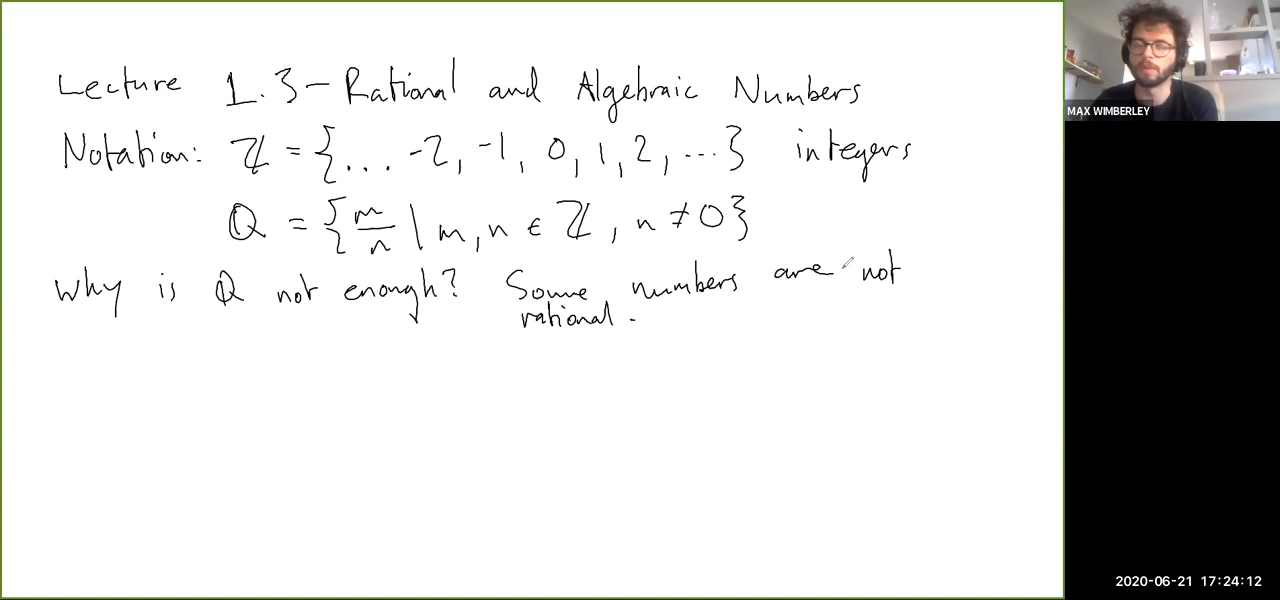 Lecture 1.3 - Rational and Algebraic Numbers
Notation: ℤ = {... -2, -1, 0, 1, 2, ...} integers
ℚ = {m/n | m, n ∈ ℤ, n ≠ 0}
Why is ℚ not enough? Some numbers are not
rational.
MAX WIMBERLEY
2020-06-21 17:24:12